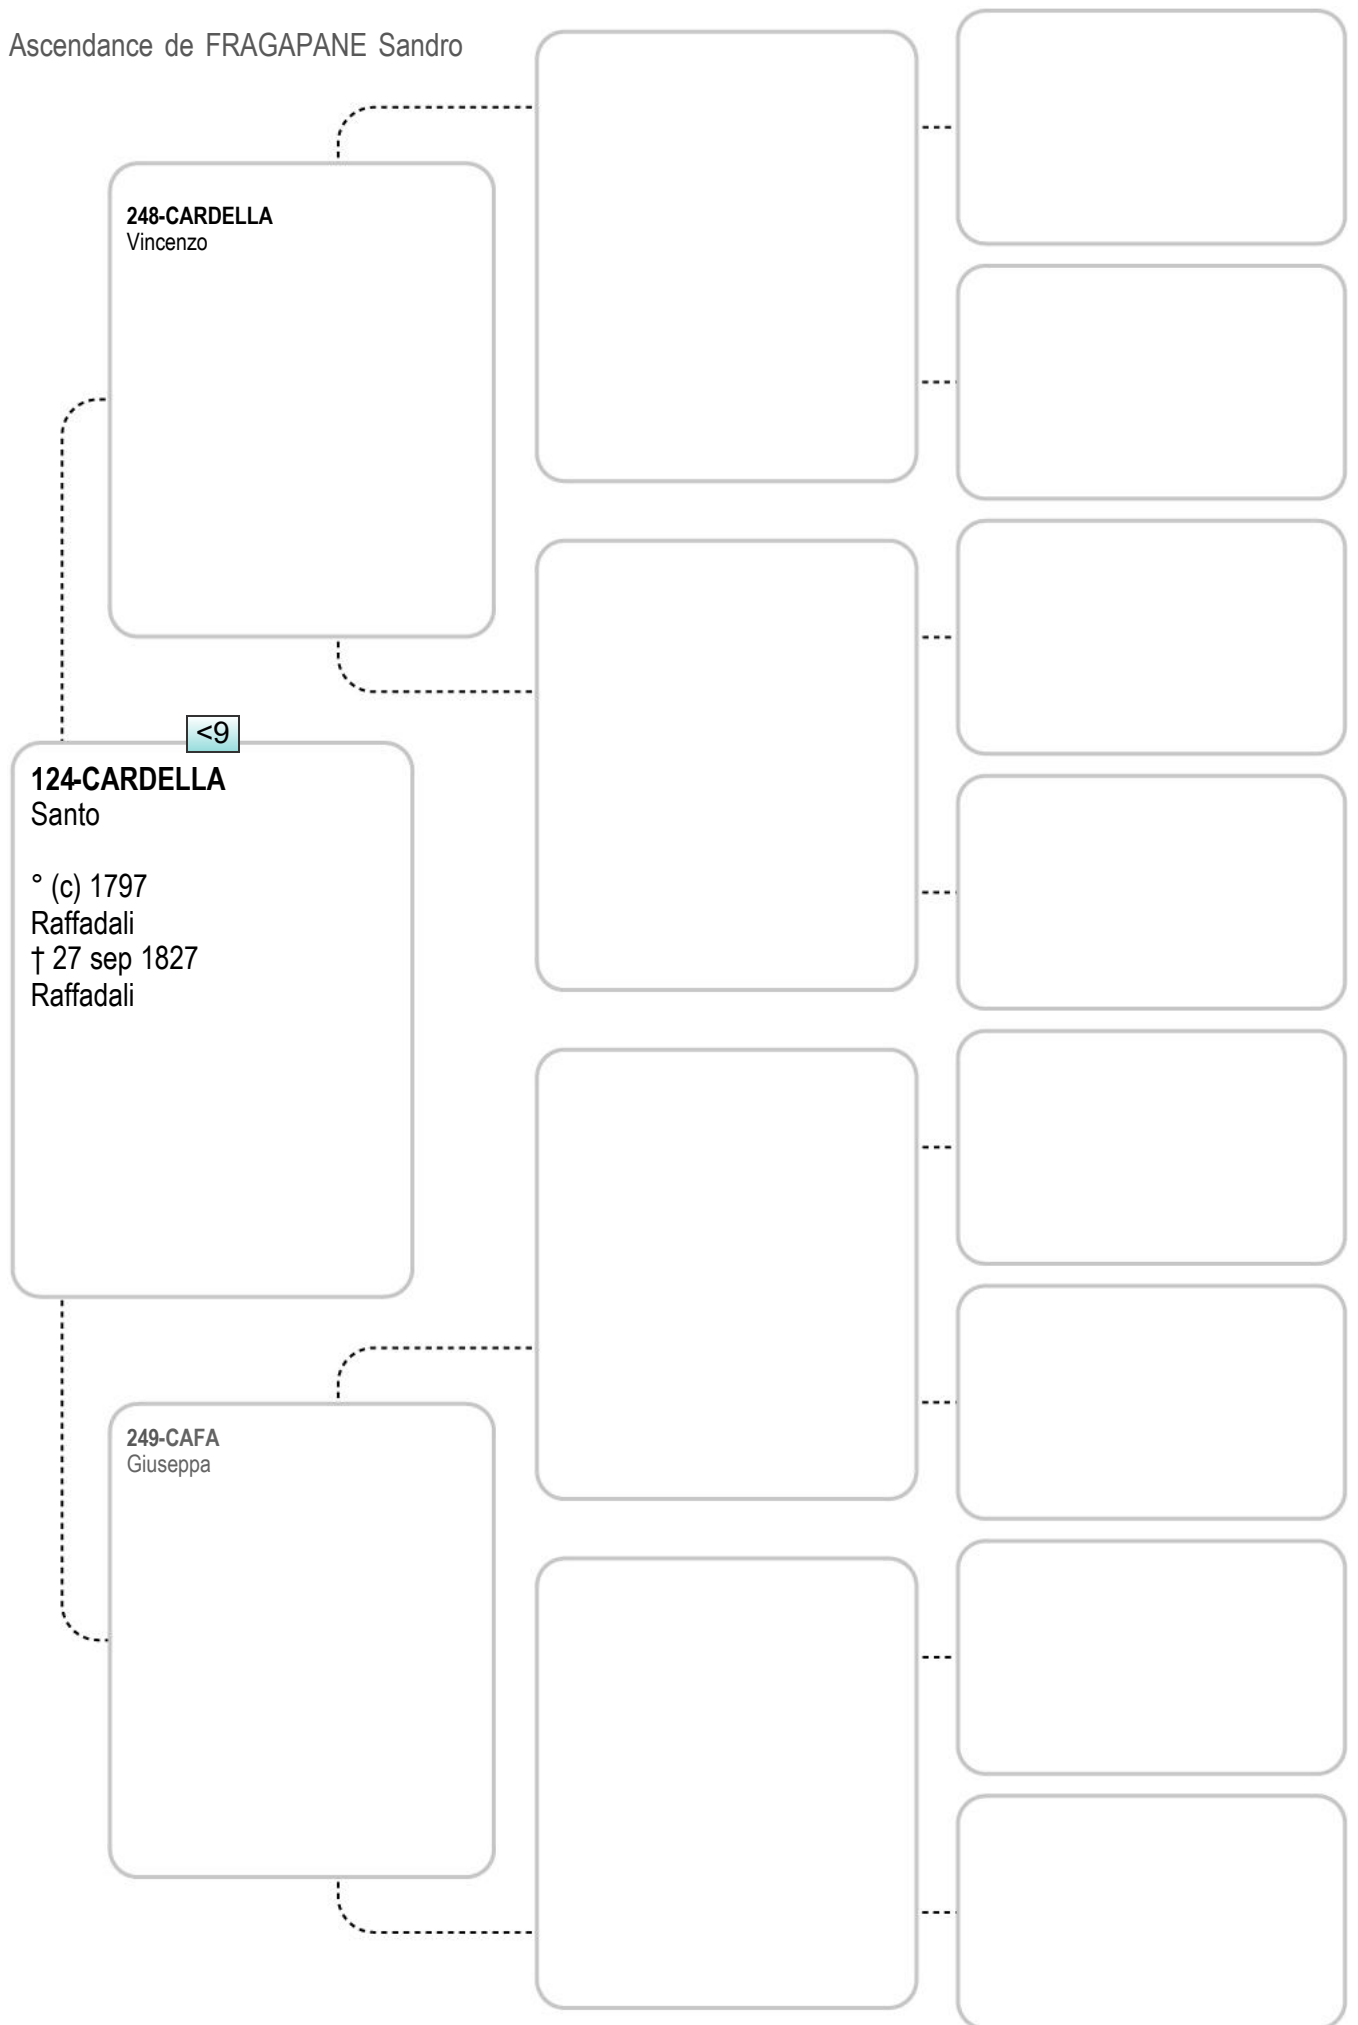 Ascendance de FRAGAPANE Sandro
248-CARDELLA
Vincenzo
<9
124-CARDELLA
Santo
° (c) 1797
Raffadali
† 27 sep 1827
Raffadali
249-CAFA
Giuseppa